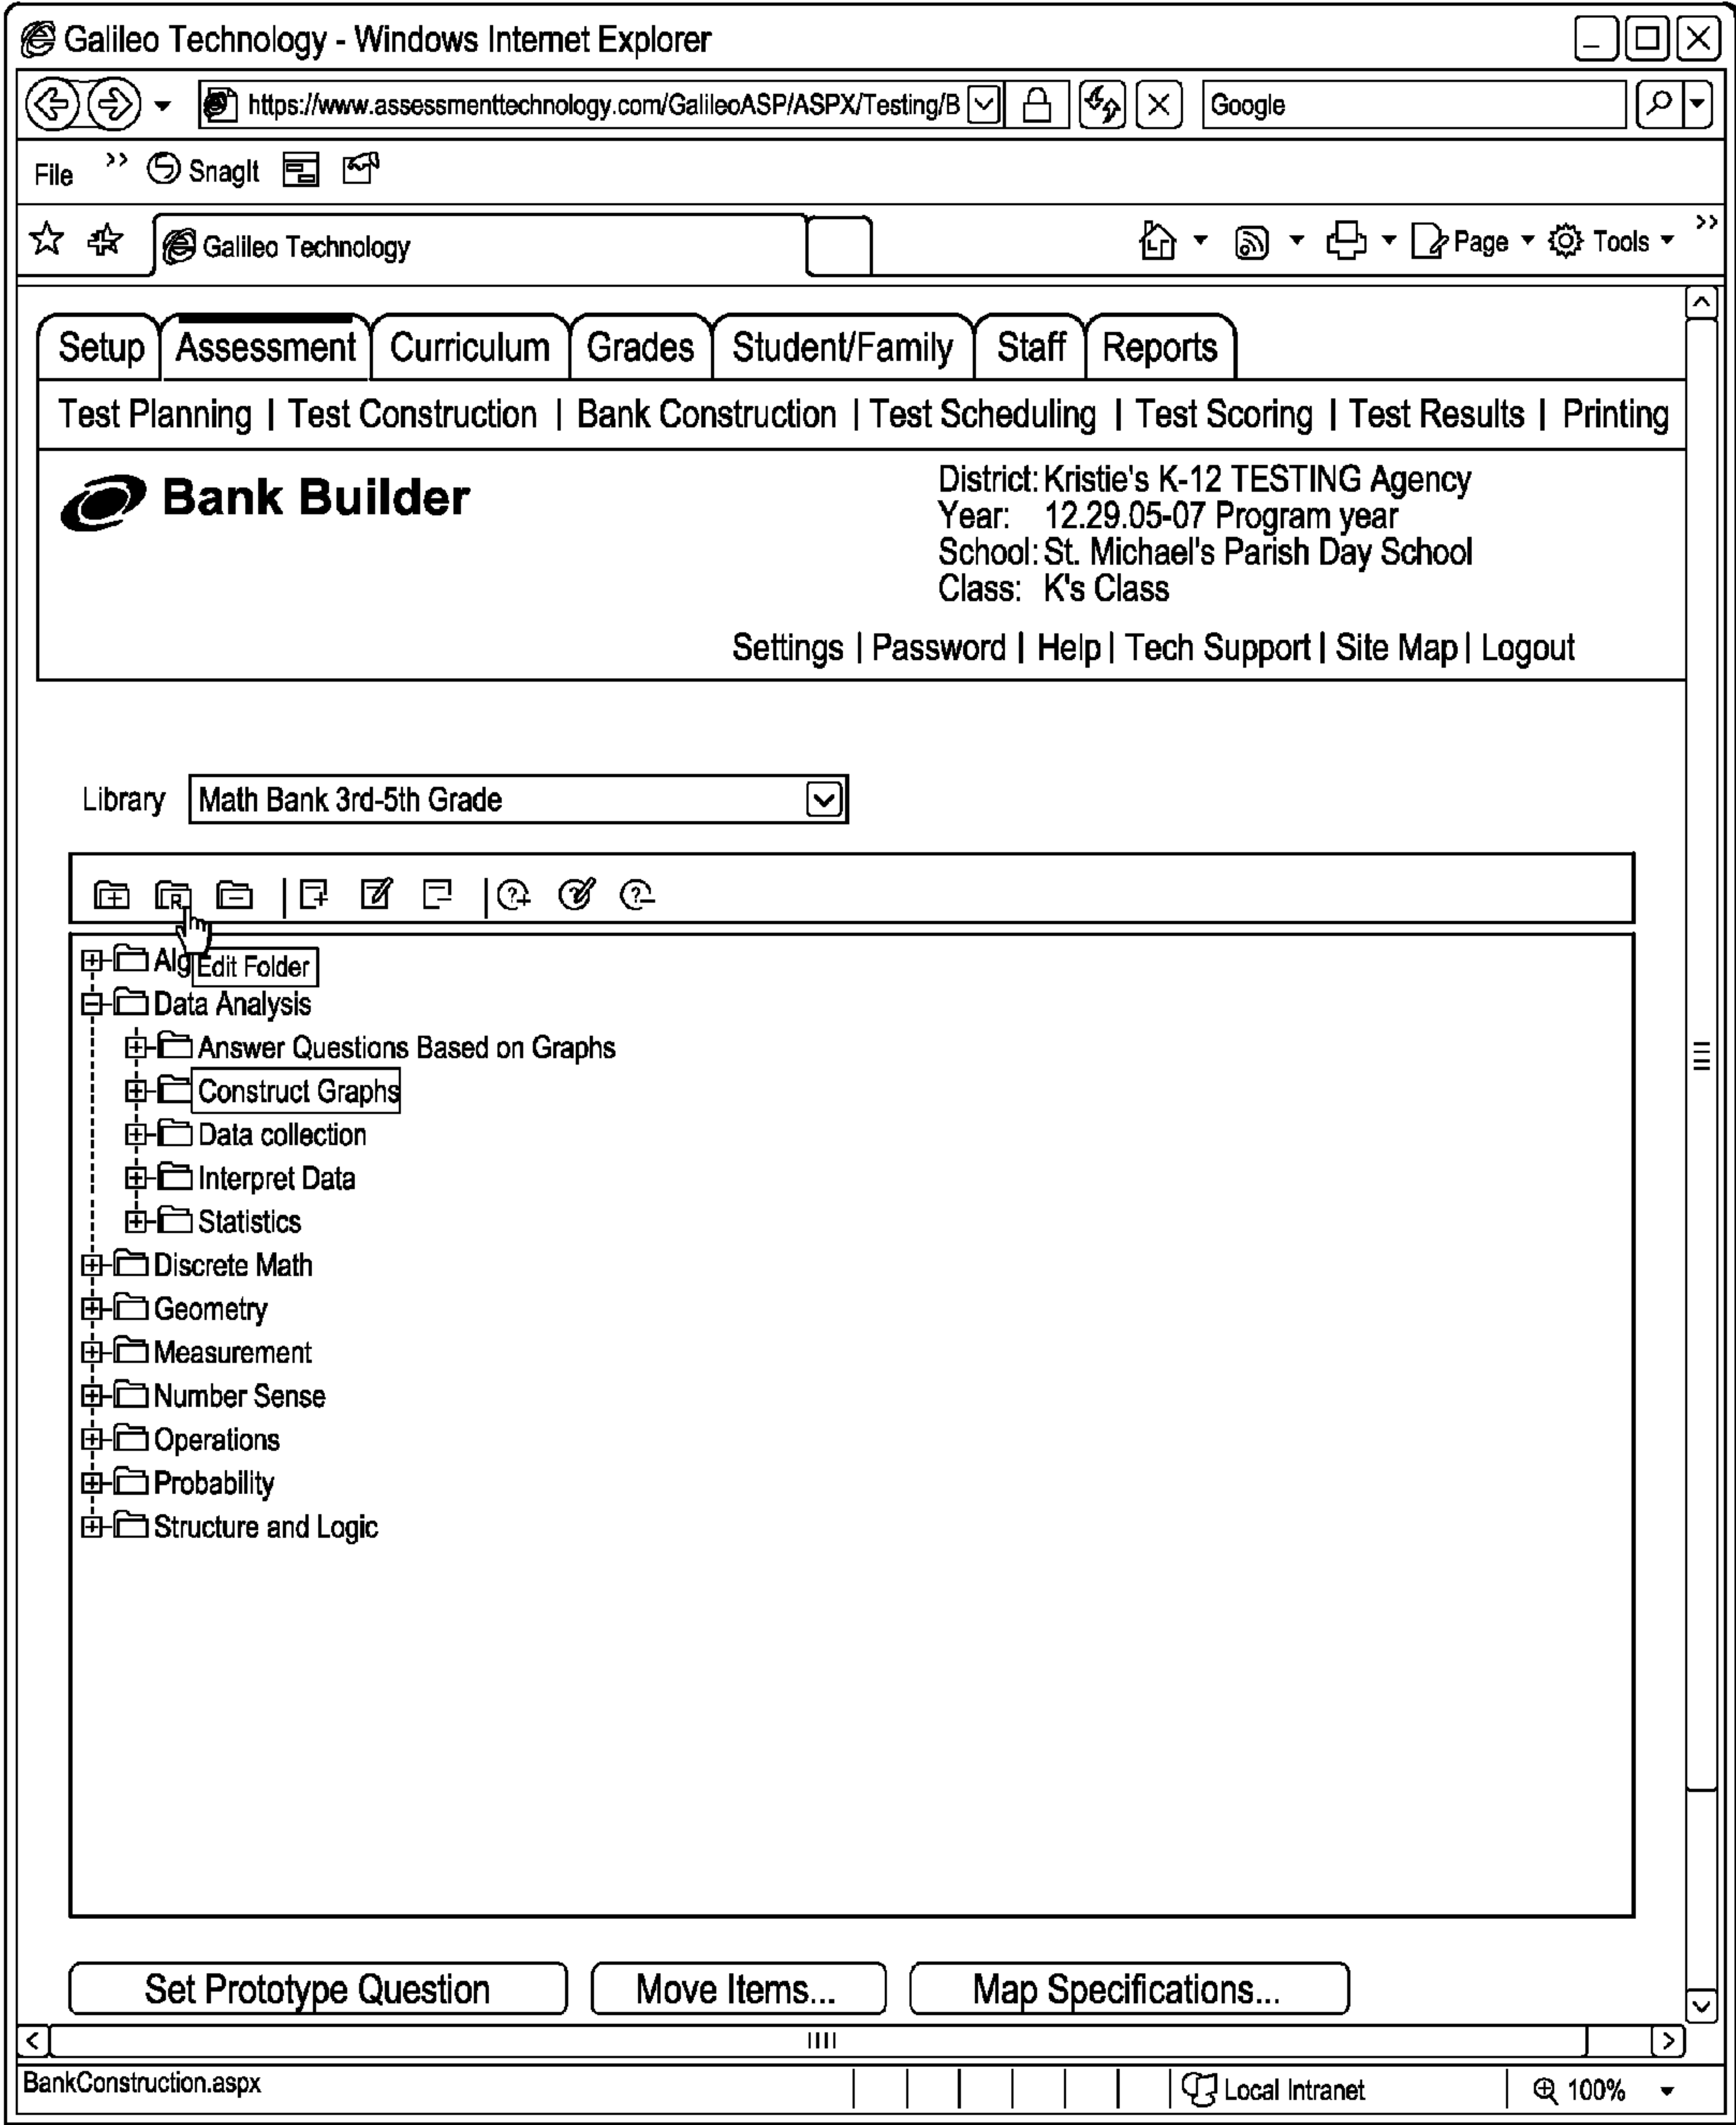 Galileo Technology - Windows Internet Explorer
https://www.assessmenttechnology.com/GalileoASP/ASPX/Testing/B
Google
File >> SnagIt
Galileo Technology
Page Tools >>
Setup Assessment Curriculum Grades Student/Family Staff Reports
Test Planning | Test Construction | Bank Construction | Test Scheduling | Test Scoring | Test Results | Printing
Bank Builder
District: Kristie's K-12 TESTING Agency
Year: 12.29.05-07 Program year
School: St. Michael's Parish Day School
Class: K's Class
Settings | Password | Help | Tech Support | Site Map | Logout
Library Math Bank 3rd-5th Grade
Alg
Edit Folder
Data Analysis
Answer Questions Based on Graphs
Construct Graphs
Data collection
Interpret Data
Statistics
Discrete Math
Geometry
Measurement
Number Sense
Operations
Probability
Structure and Logic
Set Prototype Question Move Items... Map Specifications...
BankConstruction.aspx Local Intranet 100%